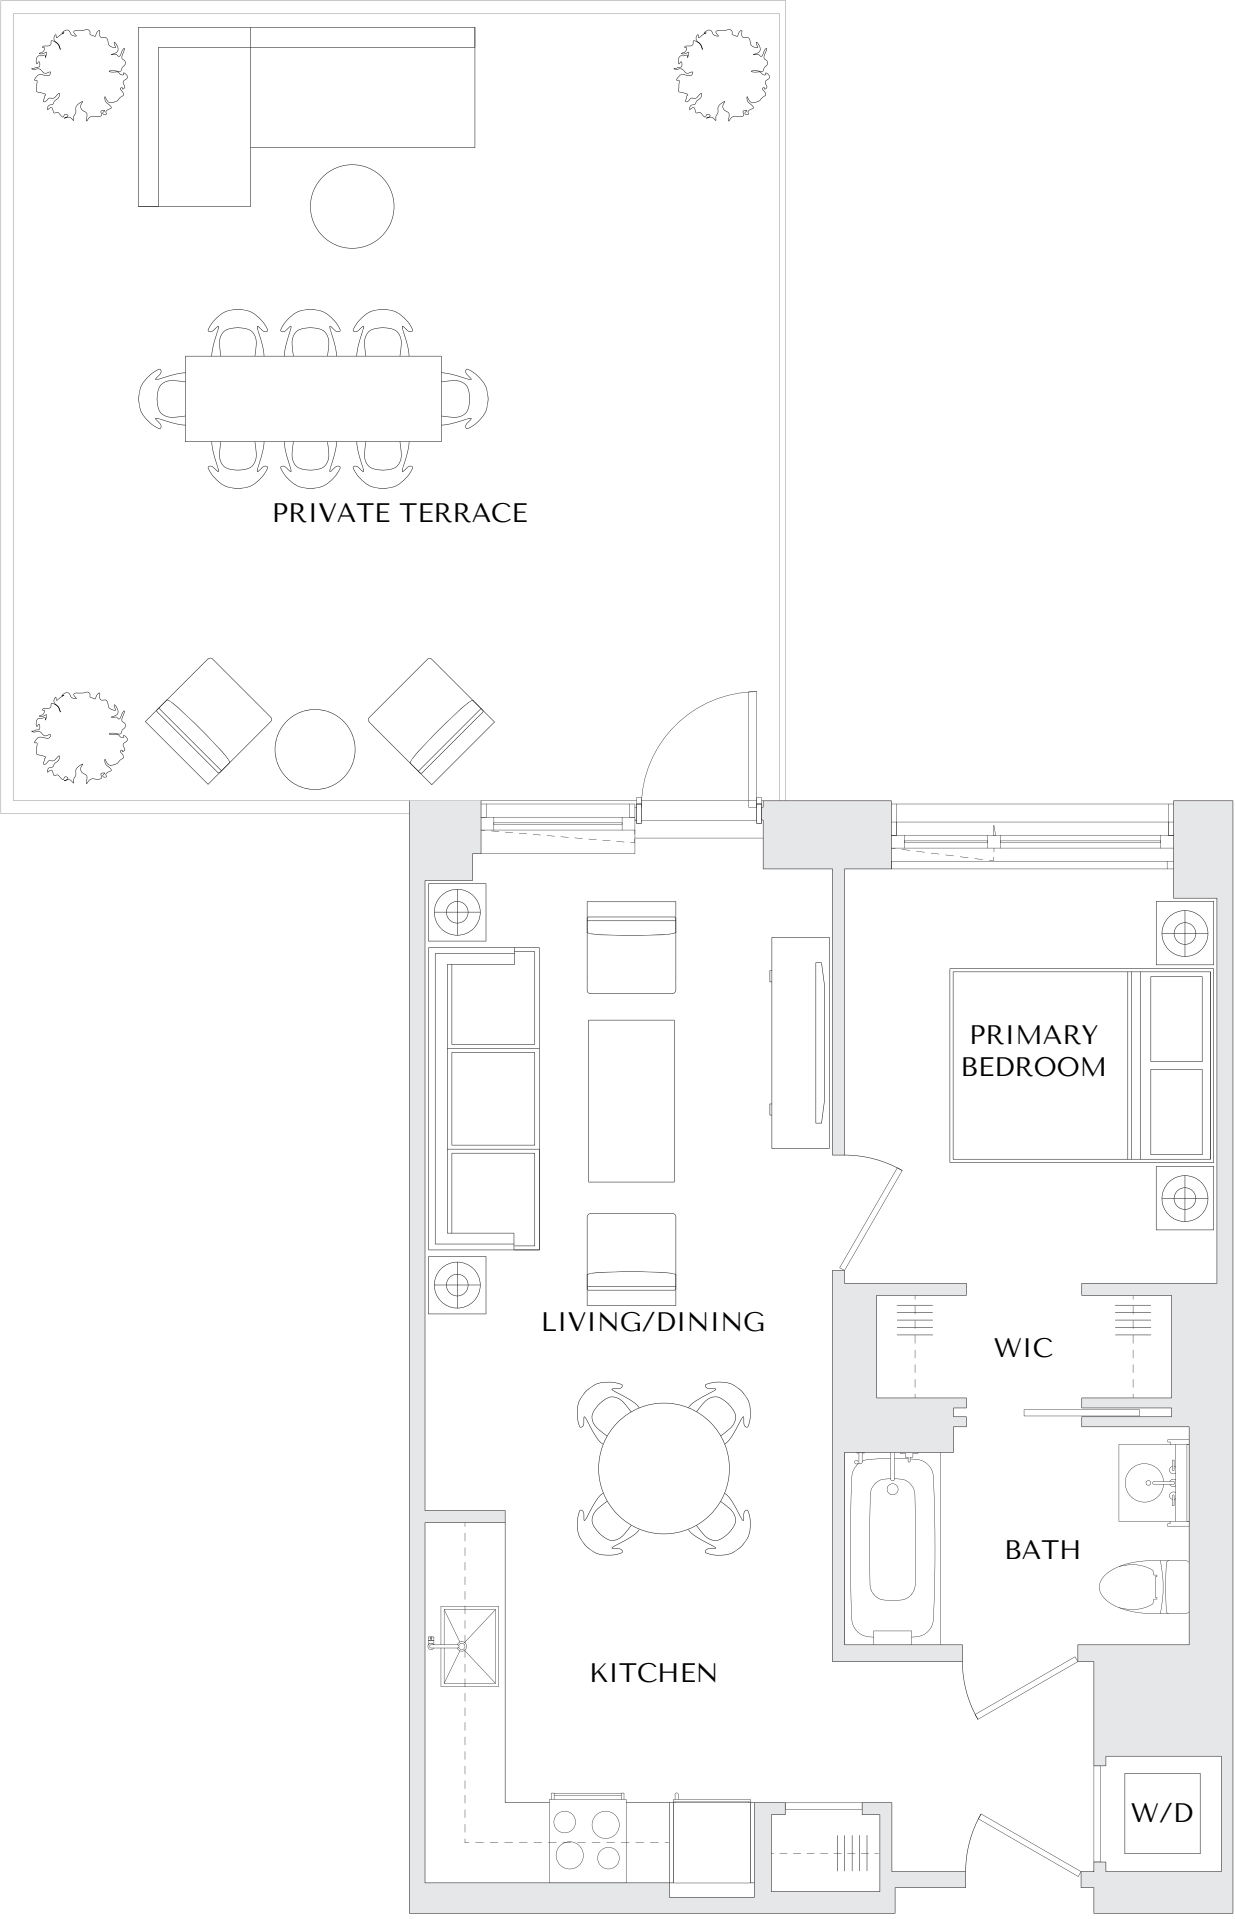 PRIVATE TERRACE
PRIMARY
BEDROOM
LIVING/DINING
WIC
BATH
KITCHEN
W/D